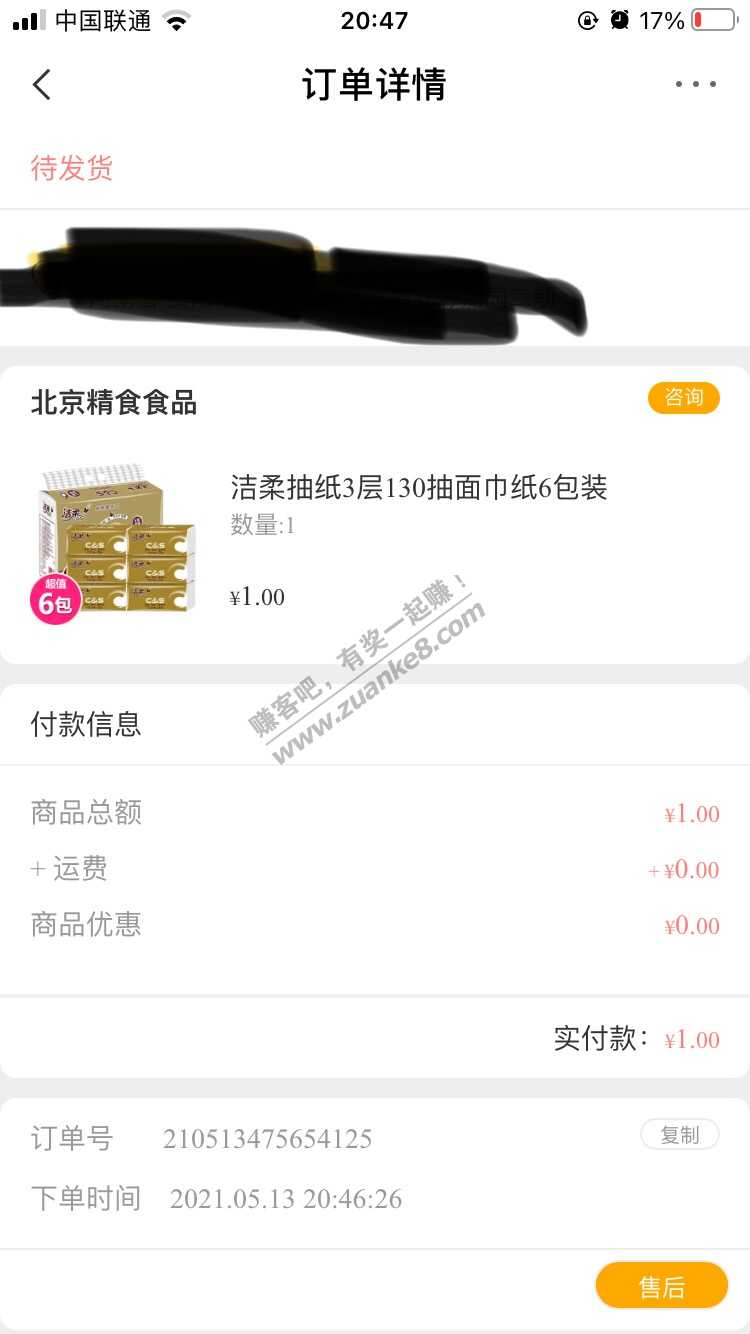 中国联通
20:47
17%
订单详情
待发货
北京精食食品
咨询
洁柔抽纸3层130抽面巾纸6包装
数量:1
¥1.00
洁柔
C&S C&S
C&S C&S
C&S C&S
超值
6包
赚客吧,有奖一起赚!
www.zuanke8.com
付款信息
商品总额 ¥1.00
+ 运费 + ¥0.00
商品优惠 ¥0.00
实付款: ¥1.00
订单号 210513475654125 复制
下单时间 2021.05.13 20:46:26
售后